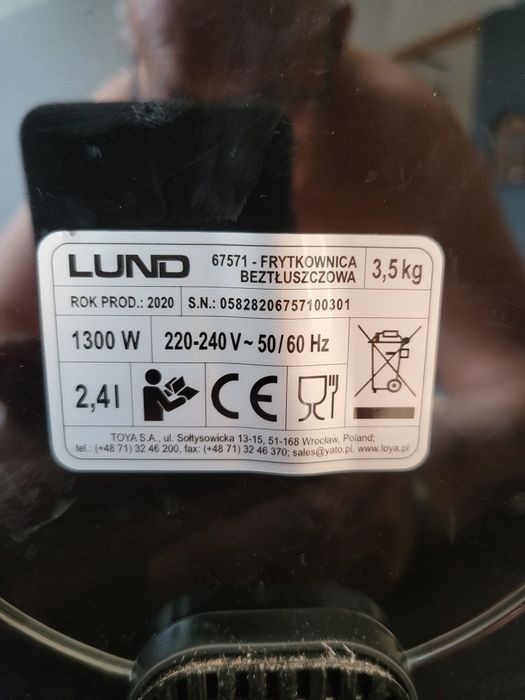 LUND
67571 - FRYTKOWNICA
BEZTŁUSZCZOWA
3,5 kg
ROK PROD.: 2020
S.N.: 05828206757100301
1300 W
220-240 V ~ 50/60 Hz
2,4 l
CE
TOYA S.A., ul. Sołtysowicka 13-15, 51-168 Wrocław, Poland;
tel.: (+48 71) 32 46 200, fax: (+48 71) 32 46 370; sales@yato.pl, www.toya.pl